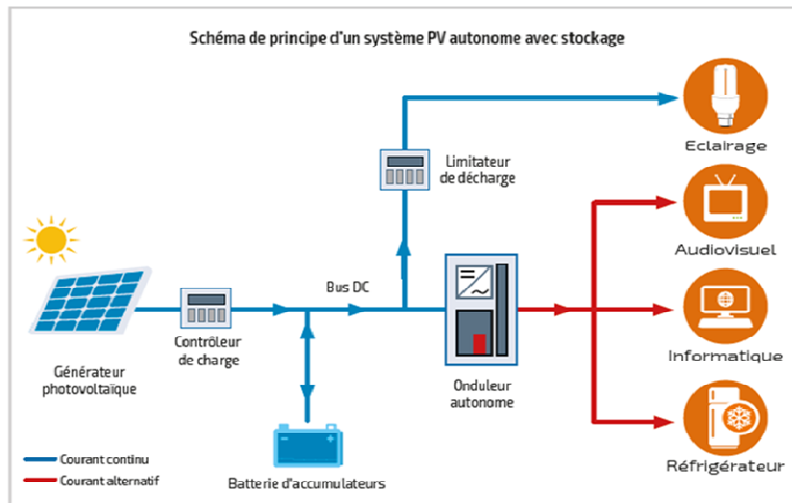 Schéma de principe d'un système PV autonome avec stockage
Eclairage
Limitateur
de décharge
Audiovisuel
Bus DC
Contrôleur
de charge
Informatique
Générateur
photovoltaïque
Onduleur
autonome
Réfrigérateur
Courant continu
Courant alternatif
Batterie d'accumulateurs